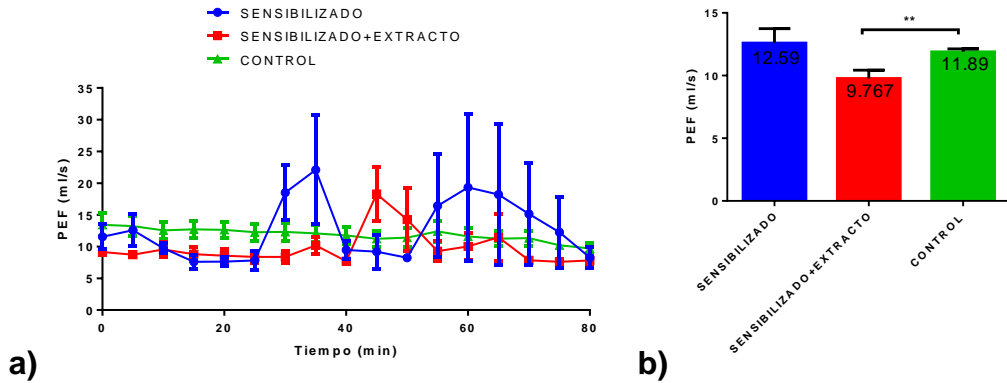 SENSIBILIZADO
SENSIBILIZADO+EXTRACTO
CONTROL
35
30
25
20
15
10
5
0
PEF (ml/s)
0 20 40 60 80
Tiempo (min)
a)
15
10
5
0
PEF (ml/s)
**
12.59
9.767
11.89
SENSIBILIZADO
SENSIBILIZADO+EXTRACTO
CONTROL
b)